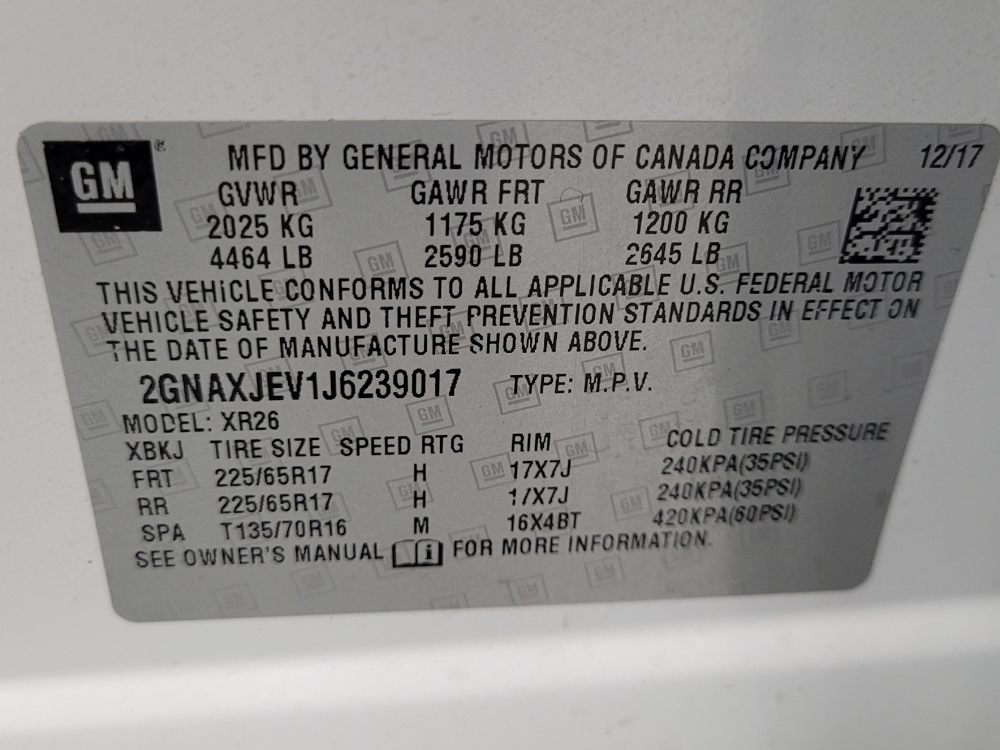 GM ® MFD BY GENERAL MOTORS OF CANADA COMPANY 12/17
GVWR GAWR FRT GAWR RR
2025 KG 1175 KG 1200 KG
4464 LB 2590 LB 2645 LB
THIS VEHICLE CONFORMS TO ALL APPLICABLE U.S. FEDERAL MOTOR
VEHICLE SAFETY AND THEFT PREVENTION STANDARDS IN EFFECT ON
THE DATE OF MANUFACTURE SHOWN ABOVE.
2GNAXJEV1J6239017 TYPE: M.P.V.
MODEL: XR26
XBKJ TIRE SIZE SPEED RTG RIM COLD TIRE PRESSURE
FRT 225/65R17 H 17X7J 240KPA(35PSI)
RR 225/65R17 H 17X7J 240KPA(35PSI)
SPA T135/70R16 M 16X4BT 420KPA(60PSI)
SEE OWNER'S MANUAL i FOR MORE INFORMATION.